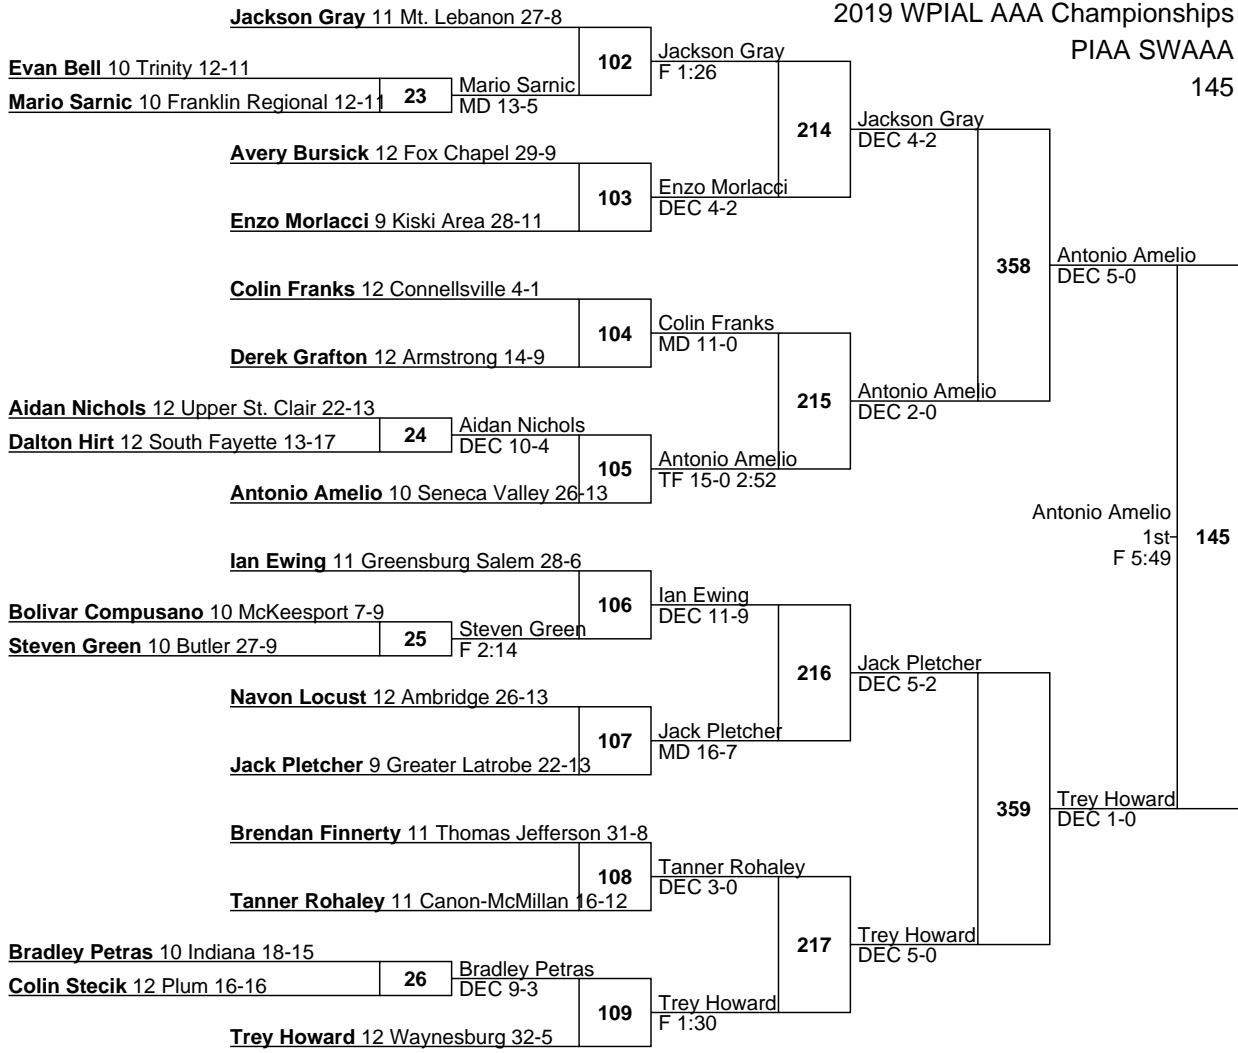 2019 WPIAL AAA Championships
PIAA SWAAA
145
Jackson Gray 11 Mt. Lebanon 27-8
102
Jackson Gray
F 1:26
Evan Bell 10 Trinity 12-11
Mario Sarnic 10 Franklin Regional 12-11
23
Mario Sarnic
MD 13-5
214
Jackson Gray
DEC 4-2
Avery Bursick 12 Fox Chapel 29-9
103
Enzo Morlacci
DEC 4-2
Enzo Morlacci 9 Kiski Area 28-11
358
Antonio Amelio
DEC 5-0
Colin Franks 12 Connellsville 4-1
104
Colin Franks
MD 11-0
Derek Grafton 12 Armstrong 14-9
215
Antonio Amelio
DEC 2-0
Aidan Nichols 12 Upper St. Clair 22-13
Dalton Hirt 12 South Fayette 13-17
24
Aidan Nichols
DEC 10-4
105
Antonio Amelio
TF 15-0 2:52
Antonio Amelio 10 Seneca Valley 26-13
Antonio Amelio
1st
F 5:49
145
Ian Ewing 11 Greensburg Salem 28-6
106
Ian Ewing
DEC 11-9
Bolivar Compusano 10 McKeesport 7-9
Steven Green 10 Butler 27-9
25
Steven Green
F 2:14
216
Jack Pletcher
DEC 5-2
Navon Locust 12 Ambridge 26-13
107
Jack Pletcher
MD 16-7
Jack Pletcher 9 Greater Latrobe 22-13
359
Trey Howard
DEC 1-0
Brendan Finnerty 11 Thomas Jefferson 31-8
108
Tanner Rohaley
DEC 3-0
Tanner Rohaley 11 Canon-McMillan 16-12
217
Trey Howard
DEC 5-0
Bradley Petras 10 Indiana 18-15
Colin Stecik 12 Plum 16-16
26
Bradley Petras
DEC 9-3
109
Trey Howard
F 1:30
Trey Howard 12 Waynesburg 32-5